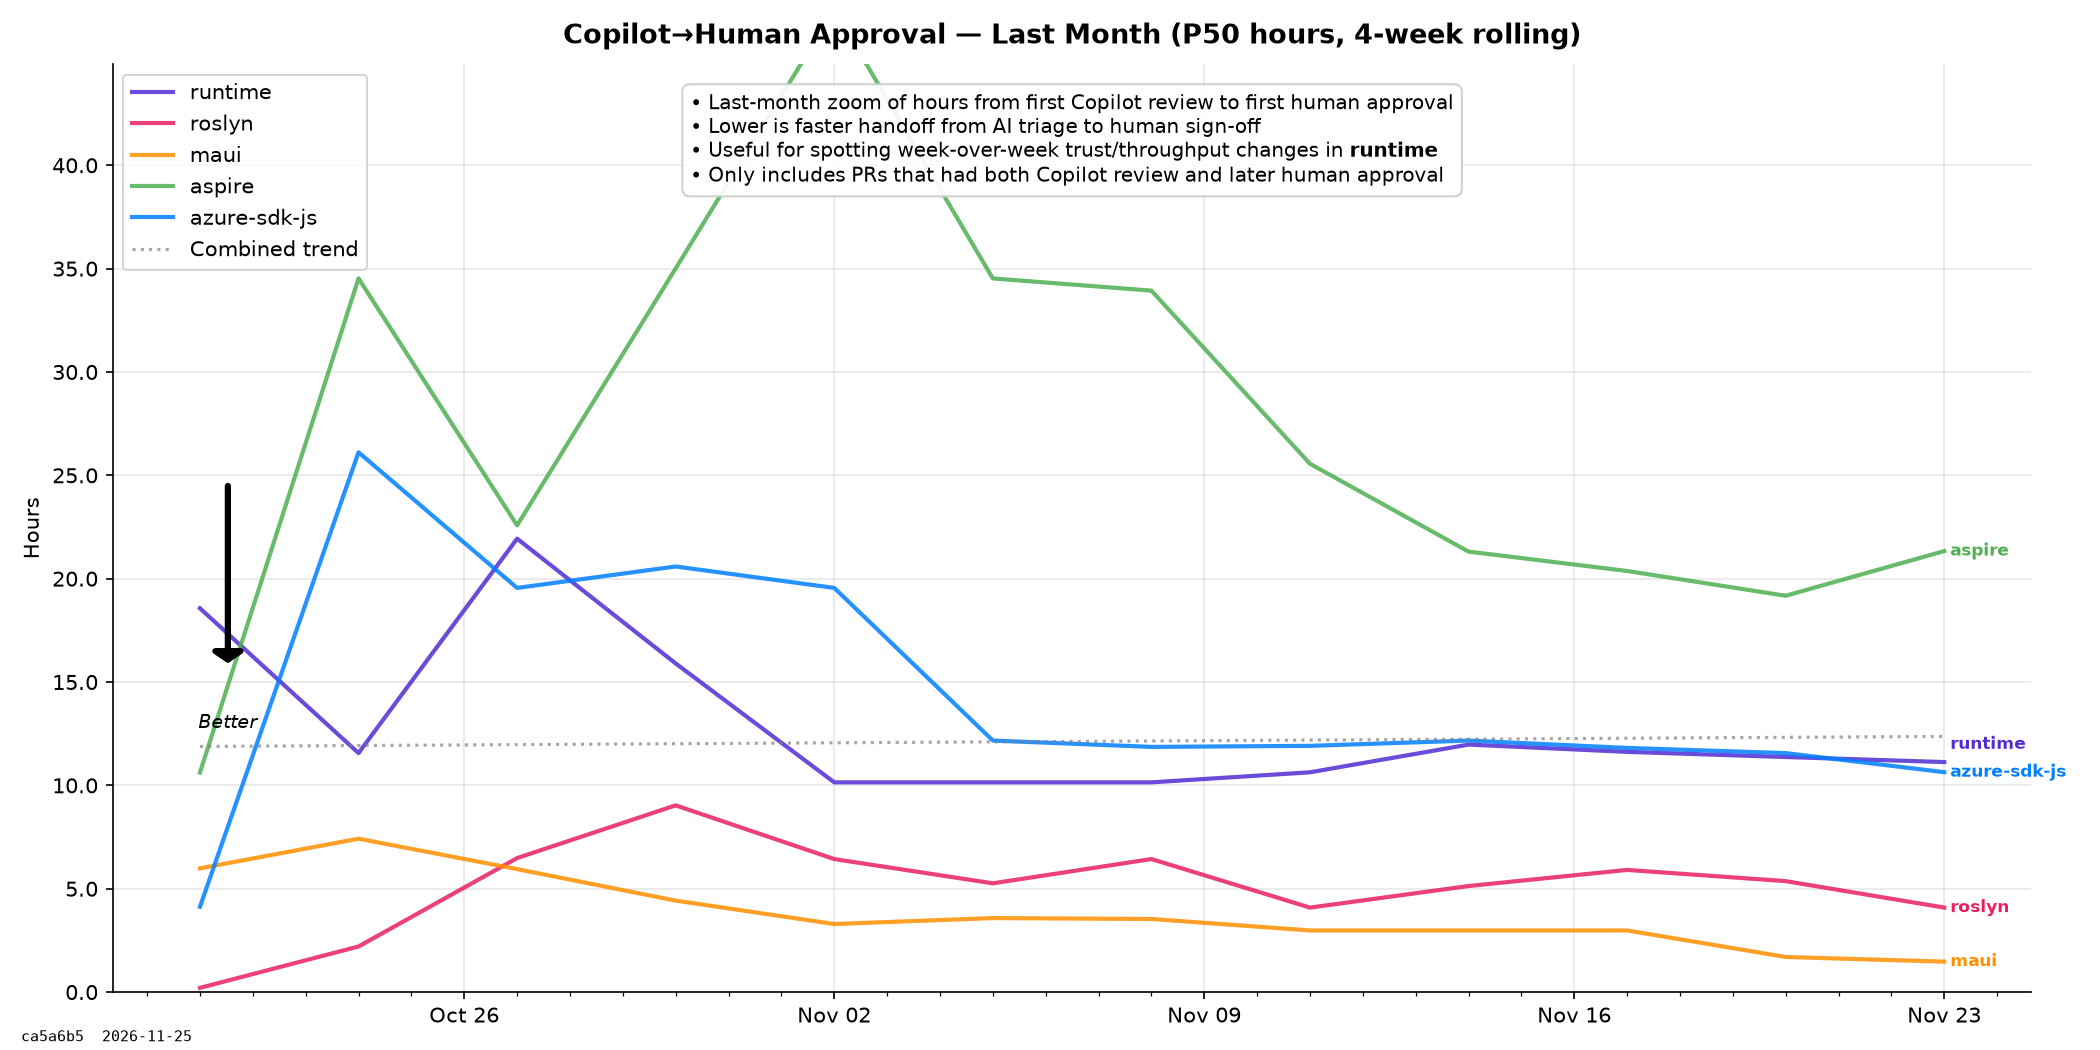 Copilot→Human Approval — Last Month (P50 hours, 4-week rolling)
runtime
roslyn
maui
aspire
azure-sdk-js
Combined trend
• Last-month zoom of hours from first Copilot review to first human approval
• Lower is faster handoff from AI triage to human sign-off
• Useful for spotting week-over-week trust/throughput changes in runtime
• Only includes PRs that had both Copilot review and later human approval
40.0
35.0
30.0
25.0
20.0
15.0
10.0
5.0
0.0
Hours
Better
aspire
runtime
azure-sdk-js
roslyn
maui
Oct 26
Nov 02
Nov 09
Nov 16
Nov 23
ca5a6b5 2026-11-25